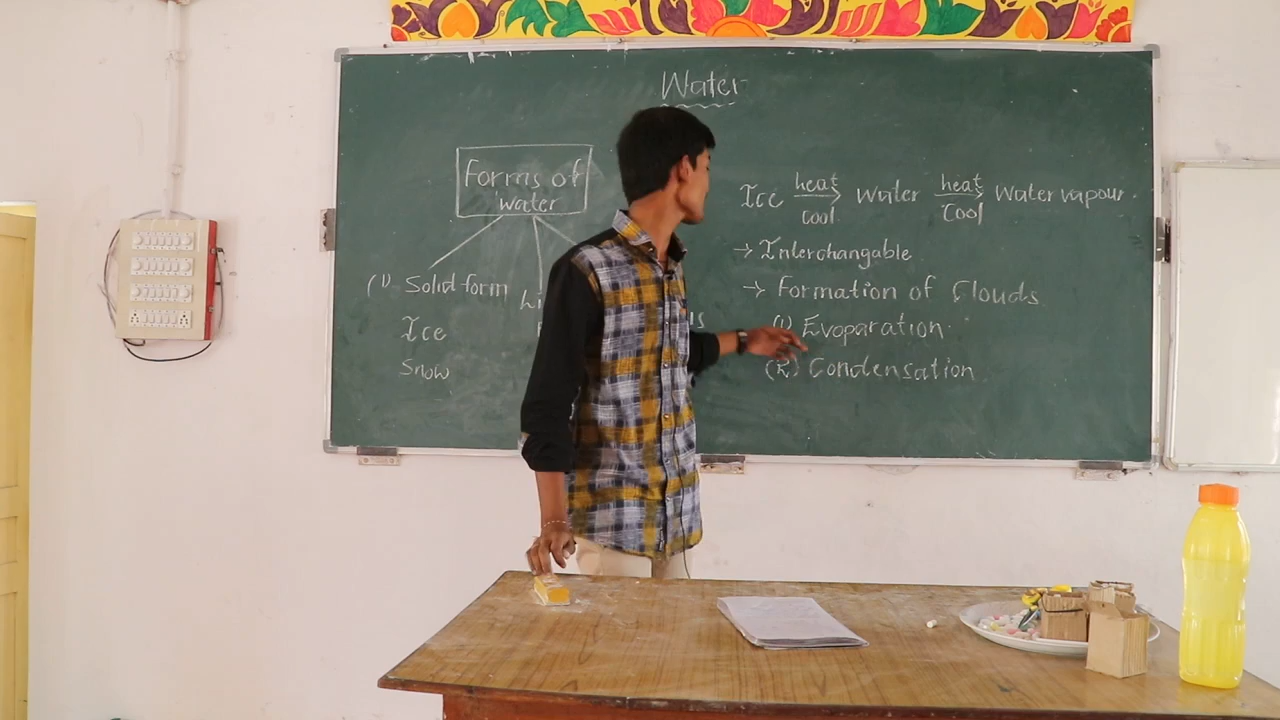 Water
Forms of
water
(1) Solid form
Ice
Snow
Ice heat Water heat Water vapour.
cool Cool
→ Interchangable
→ Formation of Clouds
(1) Evoparation.
(2) Condensation